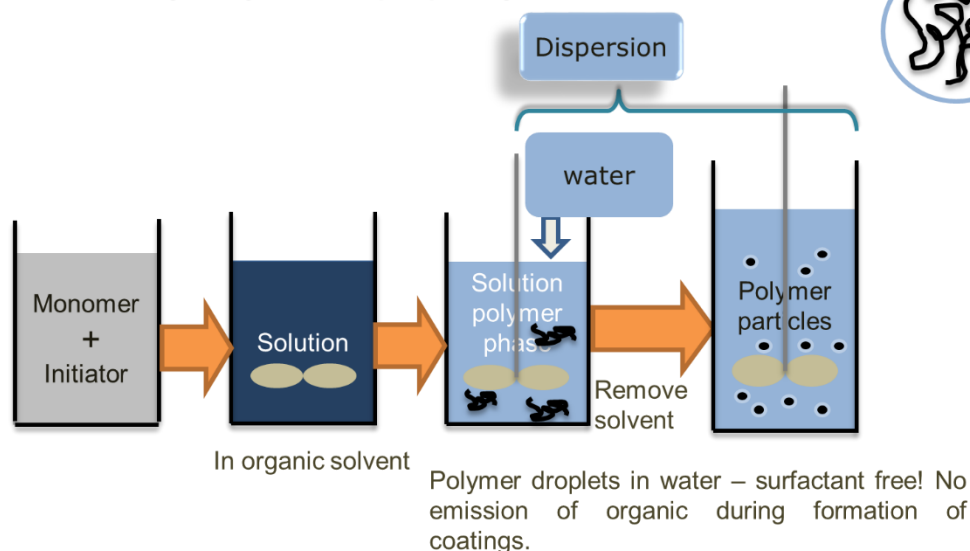 Dispersion
water
Monomer
+
Initiator
Solution
Solution
polymer
phase
Polymer
particles
Remove
solvent
In organic solvent
Polymer droplets in water – surfactant free! No
emission of organic during formation of
coatings.